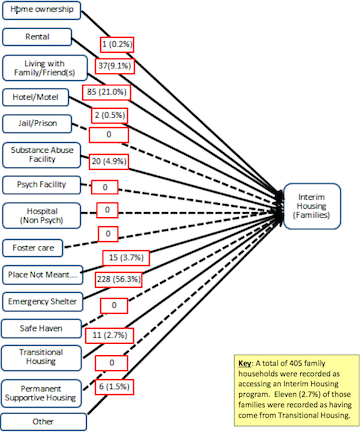 Home ownership
Rental
1 (0.2%)
Living with
Family/Friend(s)
37(9.1%)
Hotel/Motel
85 (21.0%)
Jail/Prison
2 (0.5%)
0
Substance Abuse
Facility
20 (4.9%)
Psych Facility
0
Hospital
(Non Psych)
0
Foster care
0
Place Not Meant....
15 (3.7%)
228 (56.3%)
Emergency Shelter
0
Safe Haven
11 (2.7%)
Transitional
Housing
0
Permanent
Supportive Housing
6 (1.5%)
Other
Interim
Housing
(Families)
Key: A total of 405 family
households were recorded as
accessing an Interim Housing
program. Eleven (2.7%) of those
families were recorded as having
come from Transitional Housing.